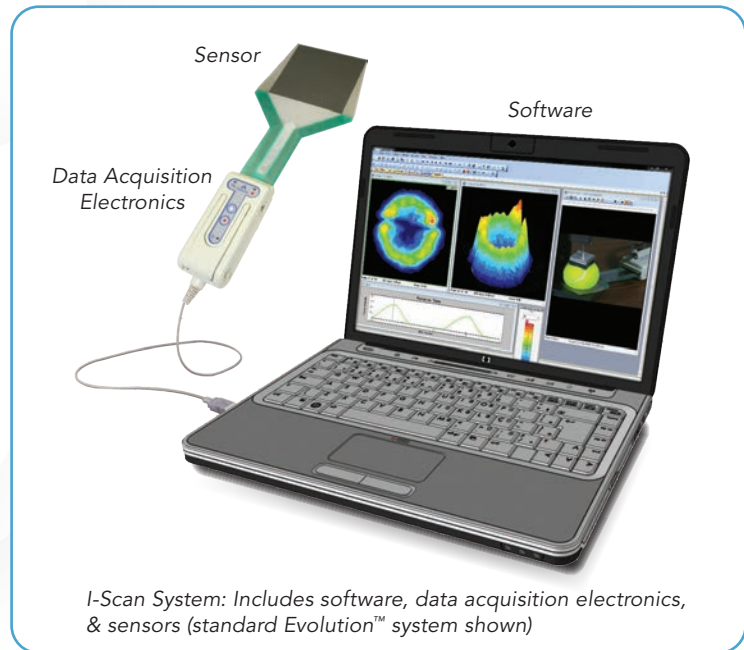 Sensor
Software
Data Acquisition
Electronics
I-Scan System: Includes software, data acquisition electronics,
& sensors (standard Evolution™ system shown)